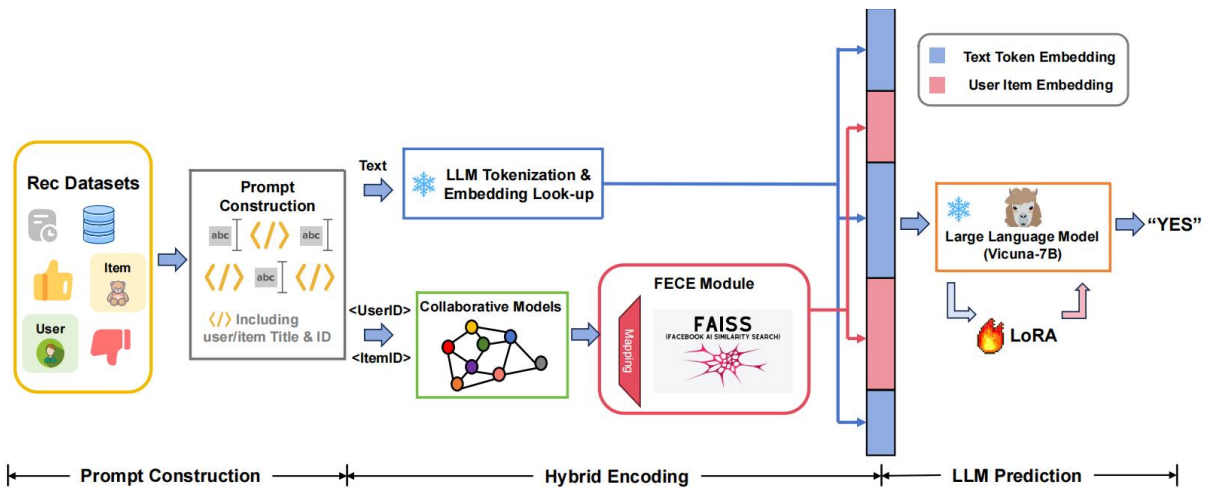 Rec Datasets
Item
User
Prompt
Construction
abc
abc
abc
</>
</>
</>
</> Including
user/item Title & ID
Text
LLM Tokenization &
Embedding Look-up
<UserID>
<ItemID>
Collaborative Models
FECE Module
Mapping
FAISS
(FACEBOOK AI SIMILARITY SEARCH)
Text Token Embedding
User Item Embedding
Large Language Model
(Vicuna-7B)
“YES”
LoRA
Prompt Construction
Hybrid Encoding
LLM Prediction